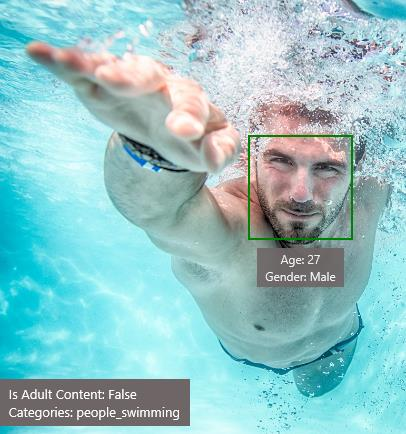 Age: 27
Gender: Male
Is Adult Content: False
Categories: people_swimming